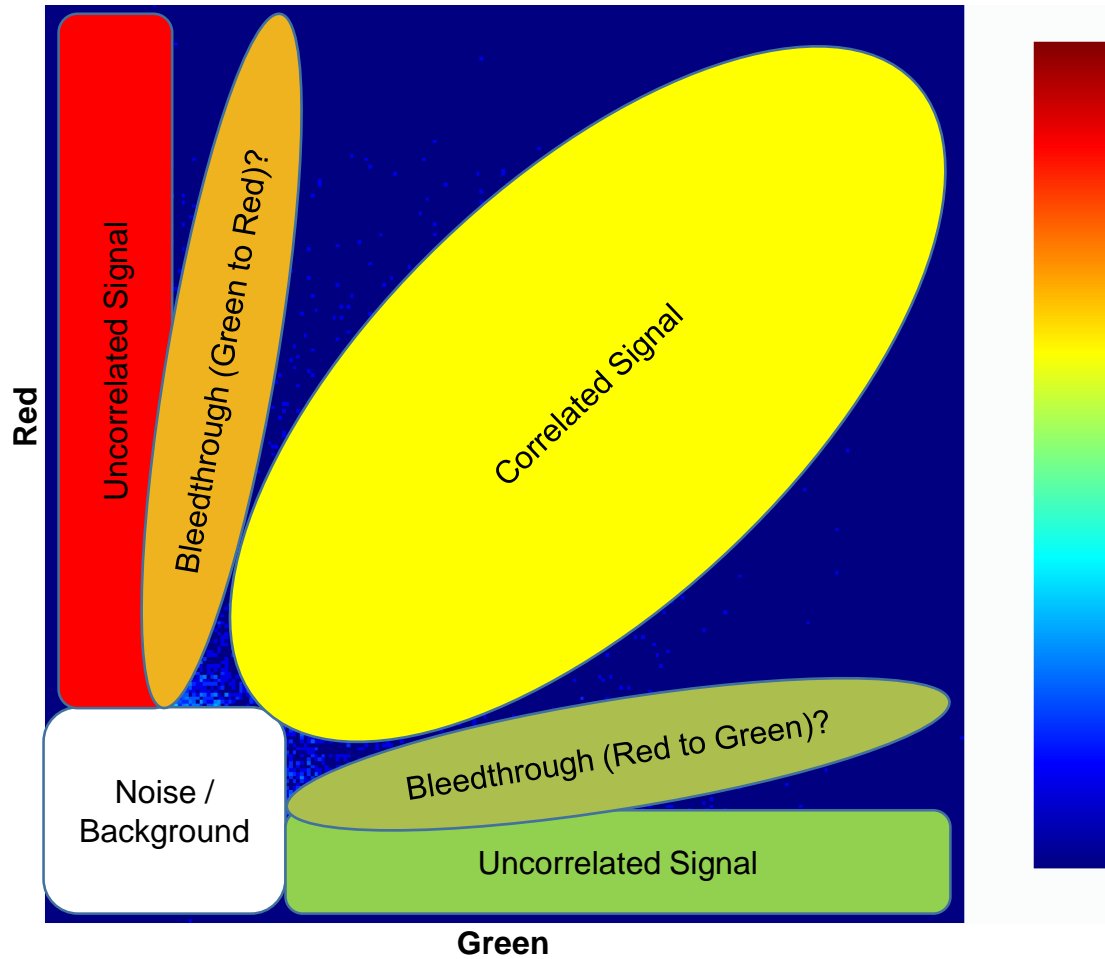 Uncorrelated Signal
Bleedthrough (Green to Red)?
Correlated Signal
Red
Bleedthrough (Red to Green)?
Noise /
Background
Uncorrelated Signal
Green